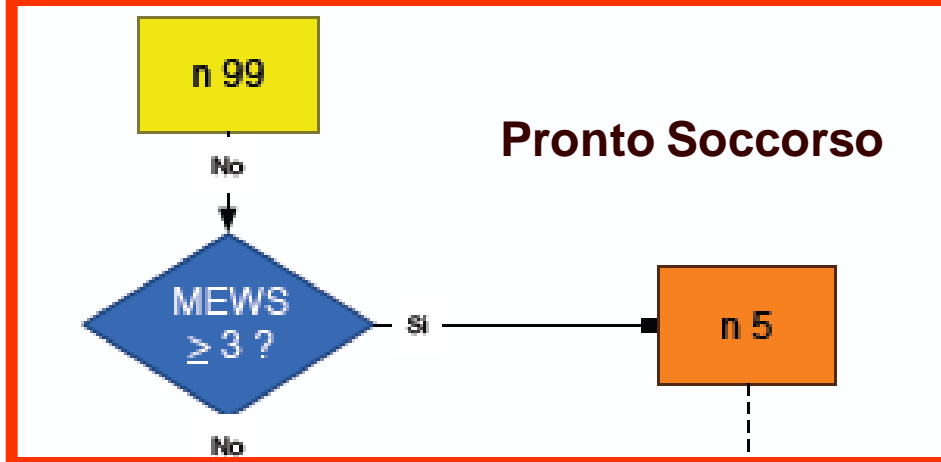 n 99
Pronto Soccorso
No
MEWS
≥ 3 ?
Si
n 5
No